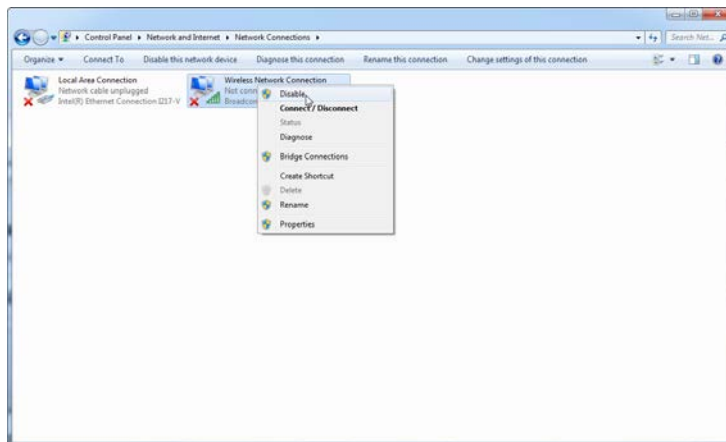 Control Panel ▸ Network and Internet ▸ Network Connections ▸
Search Net...
Organize ▾
Connect To
Disable this network device
Diagnose this connection
Rename this connection
Change settings of this connection
Local Area Connection
Network cable unplugged
Intel(R) Ethernet Connection I217-V
Wireless Network Connection
Not conn
Broadcom
Disable
Connect / Disconnect
Status
Diagnose
Bridge Connections
Create Shortcut
Delete
Rename
Properties